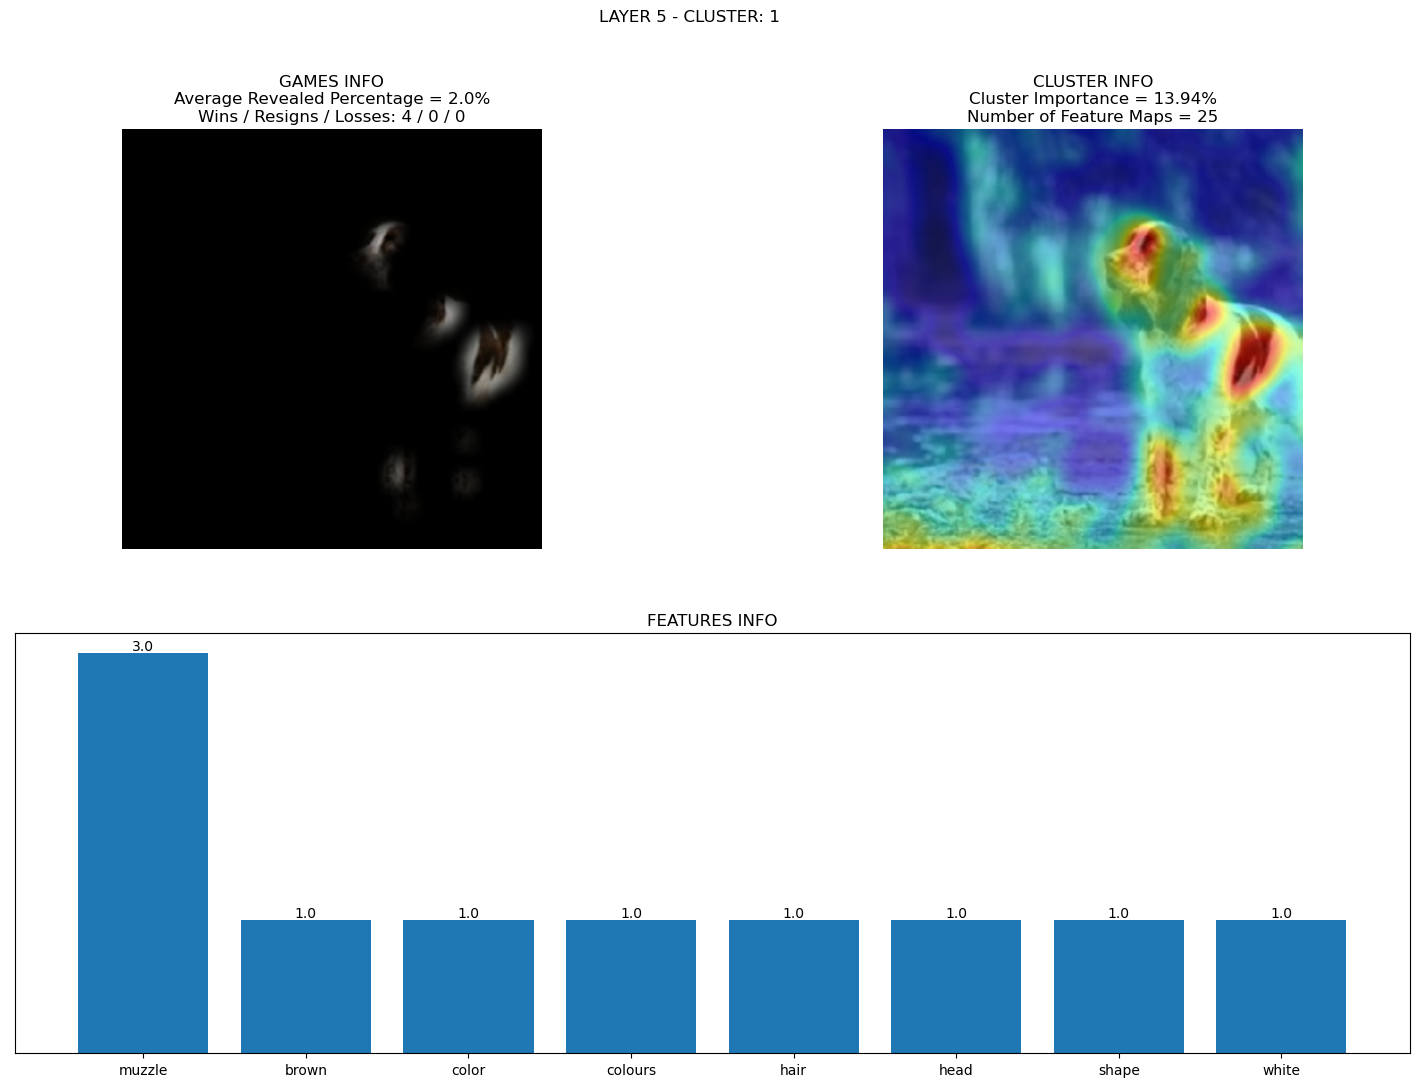 LAYER 5 - CLUSTER: 1
GAMES INFO
Average Revealed Percentage = 2.0%
Wins / Resigns / Losses: 4 / 0 / 0
CLUSTER INFO
Cluster Importance = 13.94%
Number of Feature Maps = 25
FEATURES INFO
3.0
1.0 1.0 1.0 1.0 1.0 1.0 1.0
muzzle brown color colours hair head shape white